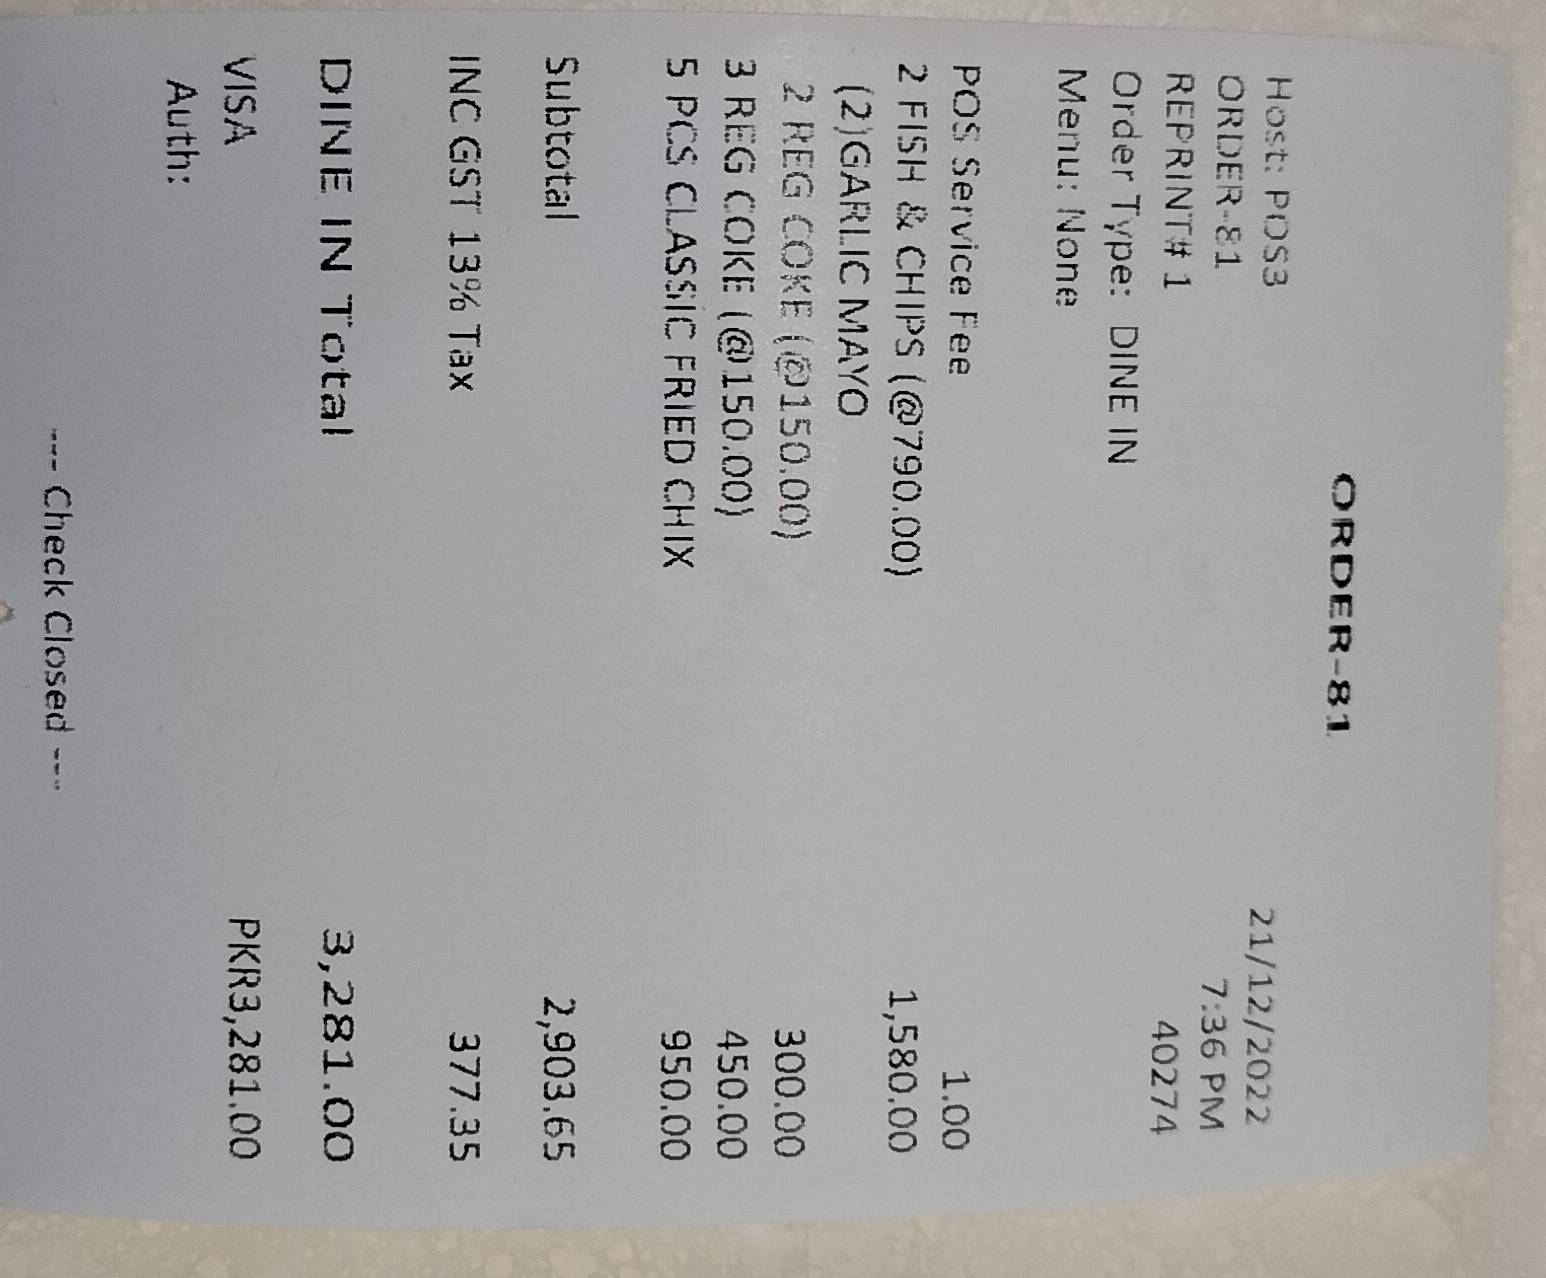 ORDER-81
Host: POS3 21/12/2022
ORDER-81 7:36 PM
REPRINT# 1 40274
Order Type: DINE IN
Menu: None
POS Service Fee 1.00
2 FISH & CHIPS (@790.00) 1,580.00
(2)GARLIC MAYO
2 REG COKE (@150.00) 300.00
3 REG COKE (@150.00) 450.00
5 PCS CLASSIC FRIED CHIX 950.00
Subtotal 2,903.65
INC GST 13% Tax 377.35
DINE IN Total 3,281.00
VISA PKR3,281.00
Auth:
--- Check Closed ---